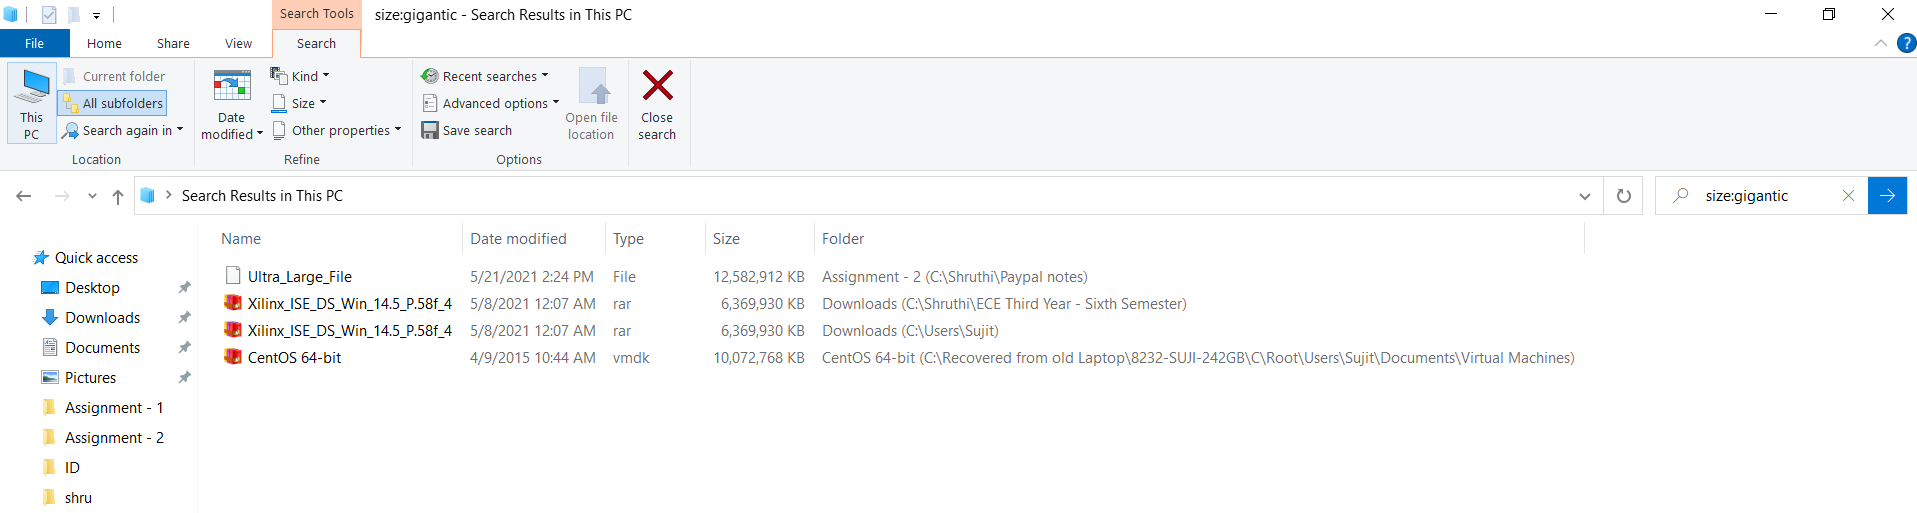 Search Tools
size:gigantic - Search Results in This PC
File Home Share View Search
This PC
Current folder
All subfolders
Search again in
Location
Date modified
Kind
Size
Other properties
Refine
Recent searches
Advanced options
Save search
Open file location
Options
Close search
Search Results in This PC
size:gigantic
Name Date modified Type Size Folder
Ultra_Large_File 5/21/2021 2:24 PM File 12,582,912 KB Assignment - 2 (C:\Shruthi\Paypal notes)
Xilinx_ISE_DS_Win_14.5_P.58f_4 5/8/2021 12:07 AM rar 6,369,930 KB Downloads (C:\Shruthi\ECE Third Year - Sixth Semester)
Xilinx_ISE_DS_Win_14.5_P.58f_4 5/8/2021 12:07 AM rar 6,369,930 KB Downloads (C:\Users\Sujit)
CentOS 64-bit 4/9/2015 10:44 AM vmdk 10,072,768 KB CentOS 64-bit (C:\Recovered from old Laptop\8232-SUJI-242GB\C\Root\Users\Sujit\Documents\Virtual Machines)
Quick access
Desktop
Downloads
Documents
Pictures
Assignment - 1
Assignment - 2
ID
shru